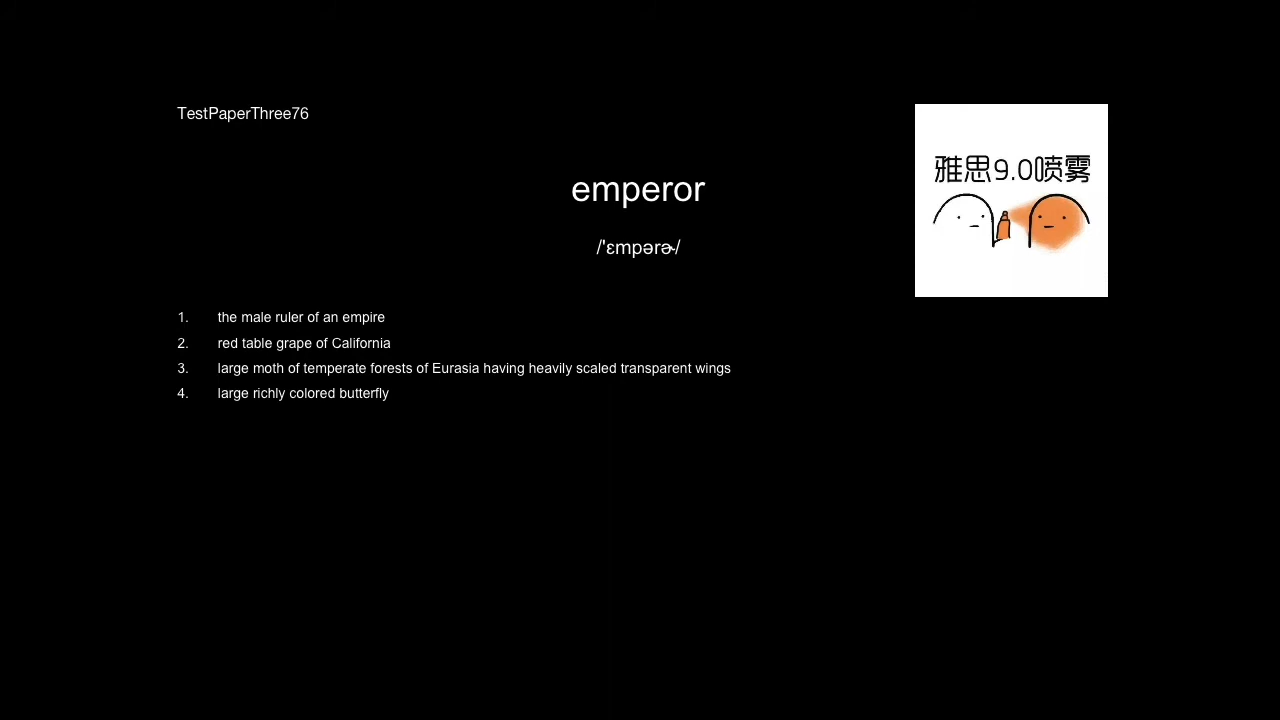 TestPaperThree76
雅思9.0喷雾
emperor
/'ɛmpərɚ/
1. the male ruler of an empire
2. red table grape of California
3. large moth of temperate forests of Eurasia having heavily scaled transparent wings
4. large richly colored butterfly